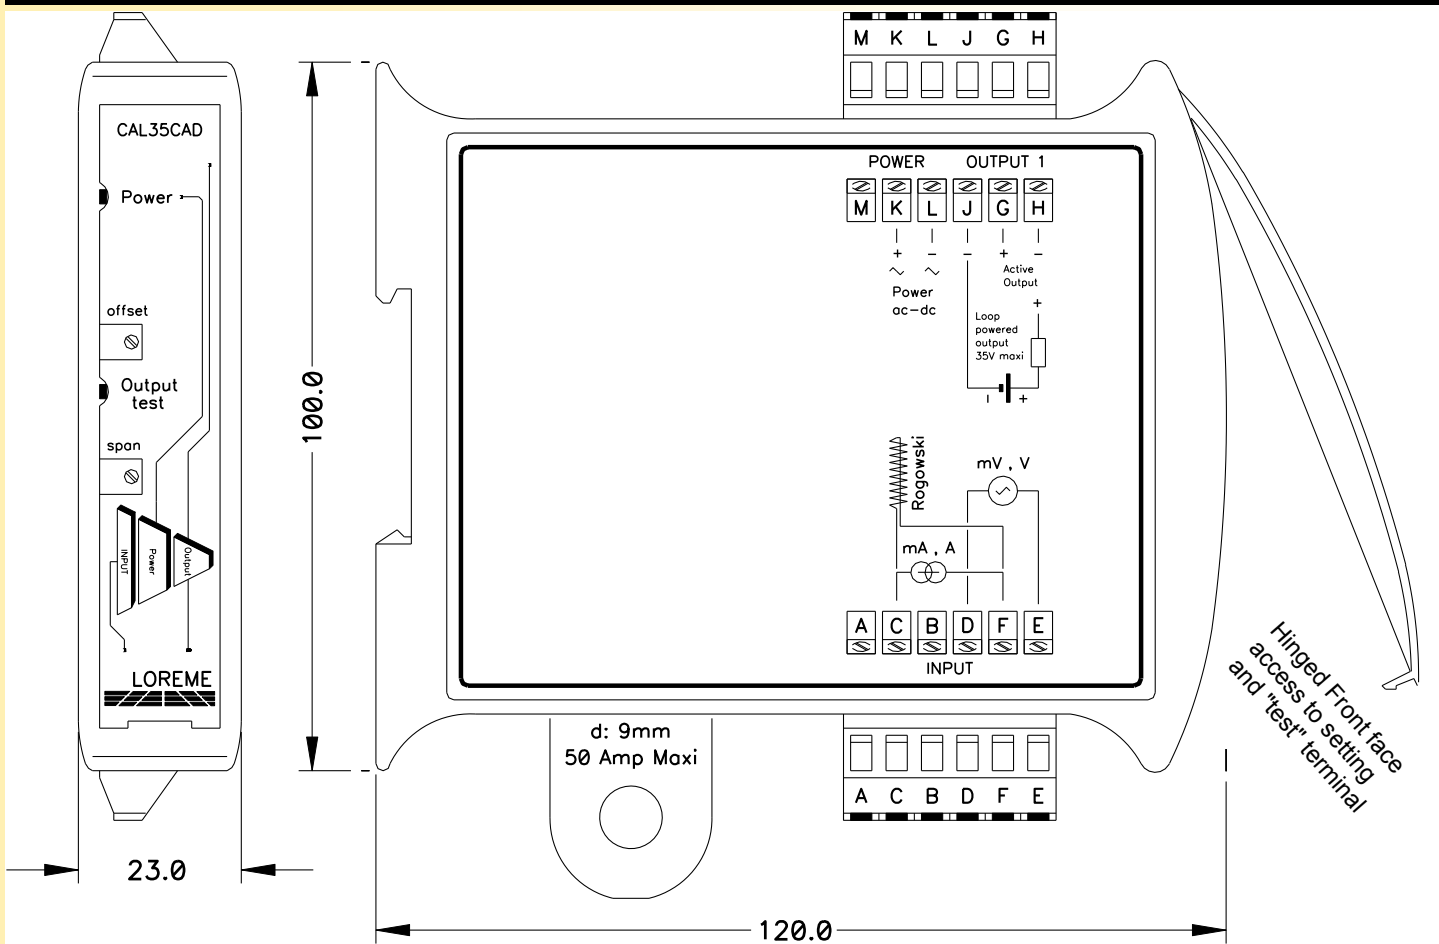 CAL35CAD
Power
offset
Output
test
span
INPUT
Power
Output
LOREME
23.0
100.0
120.0
M K L J G H
POWER OUTPUT 1
M K L J G H
+ - - + -
Power
ac-dc
Active
Output
+
Loop
powered
output
35V maxi
- +
Rogowski
mV , V
mA , A
A C B D F E
INPUT
A C B D F E
d: 9mm
50 Amp Maxi
Hinged Front face
access to setting
and "test" terminal